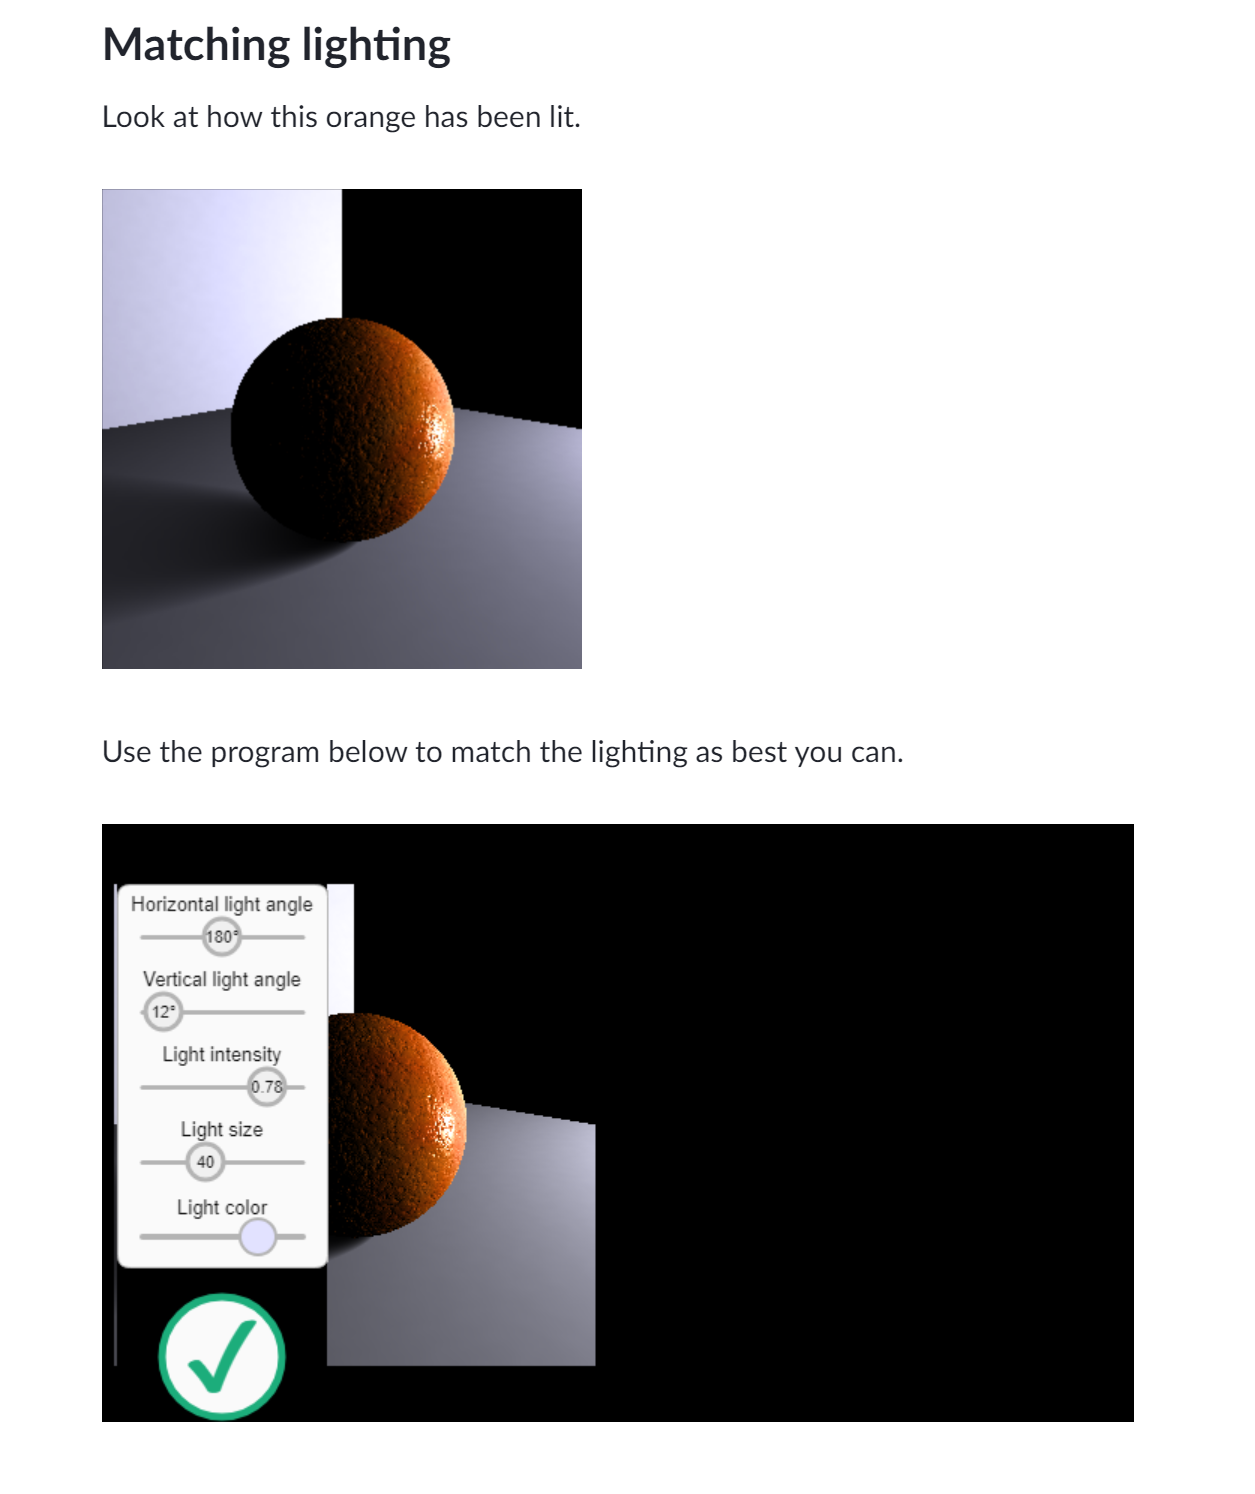 Matching lighting
Look at how this orange has been lit.
Use the program below to match the lighting as best you can.
Horizontal light angle
180°
Vertical light angle
12°
Light intensity
0.78
Light size
40
Light color